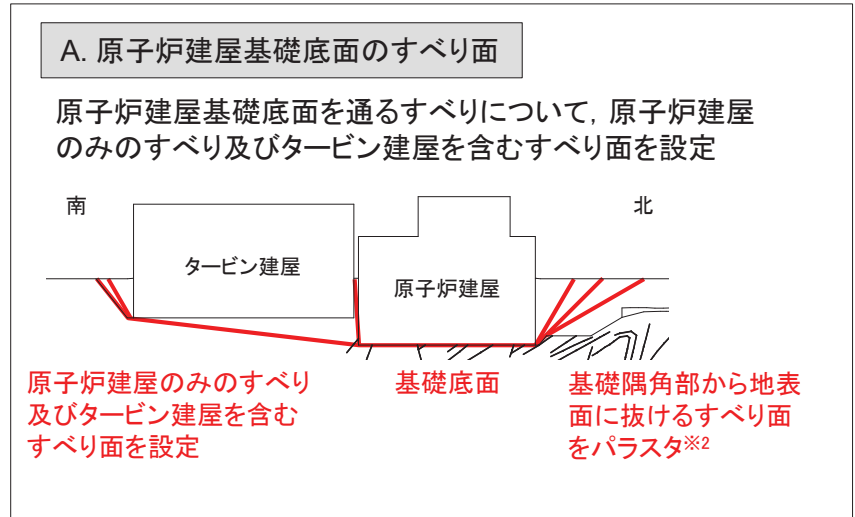 A. 原子炉建屋基礎底面のすべり面
原子炉建屋基礎底面を通るすべりについて, 原子炉建屋
のみのすべり及びタービン建屋を含むすべり面を設定
南
北
タービン建屋
原子炉建屋
原子炉建屋のみのすべり
及びタービン建屋を含む
すべり面を設定
基礎底面
基礎隅角部から地表
面に抜けるすべり面
をパラスタ※2